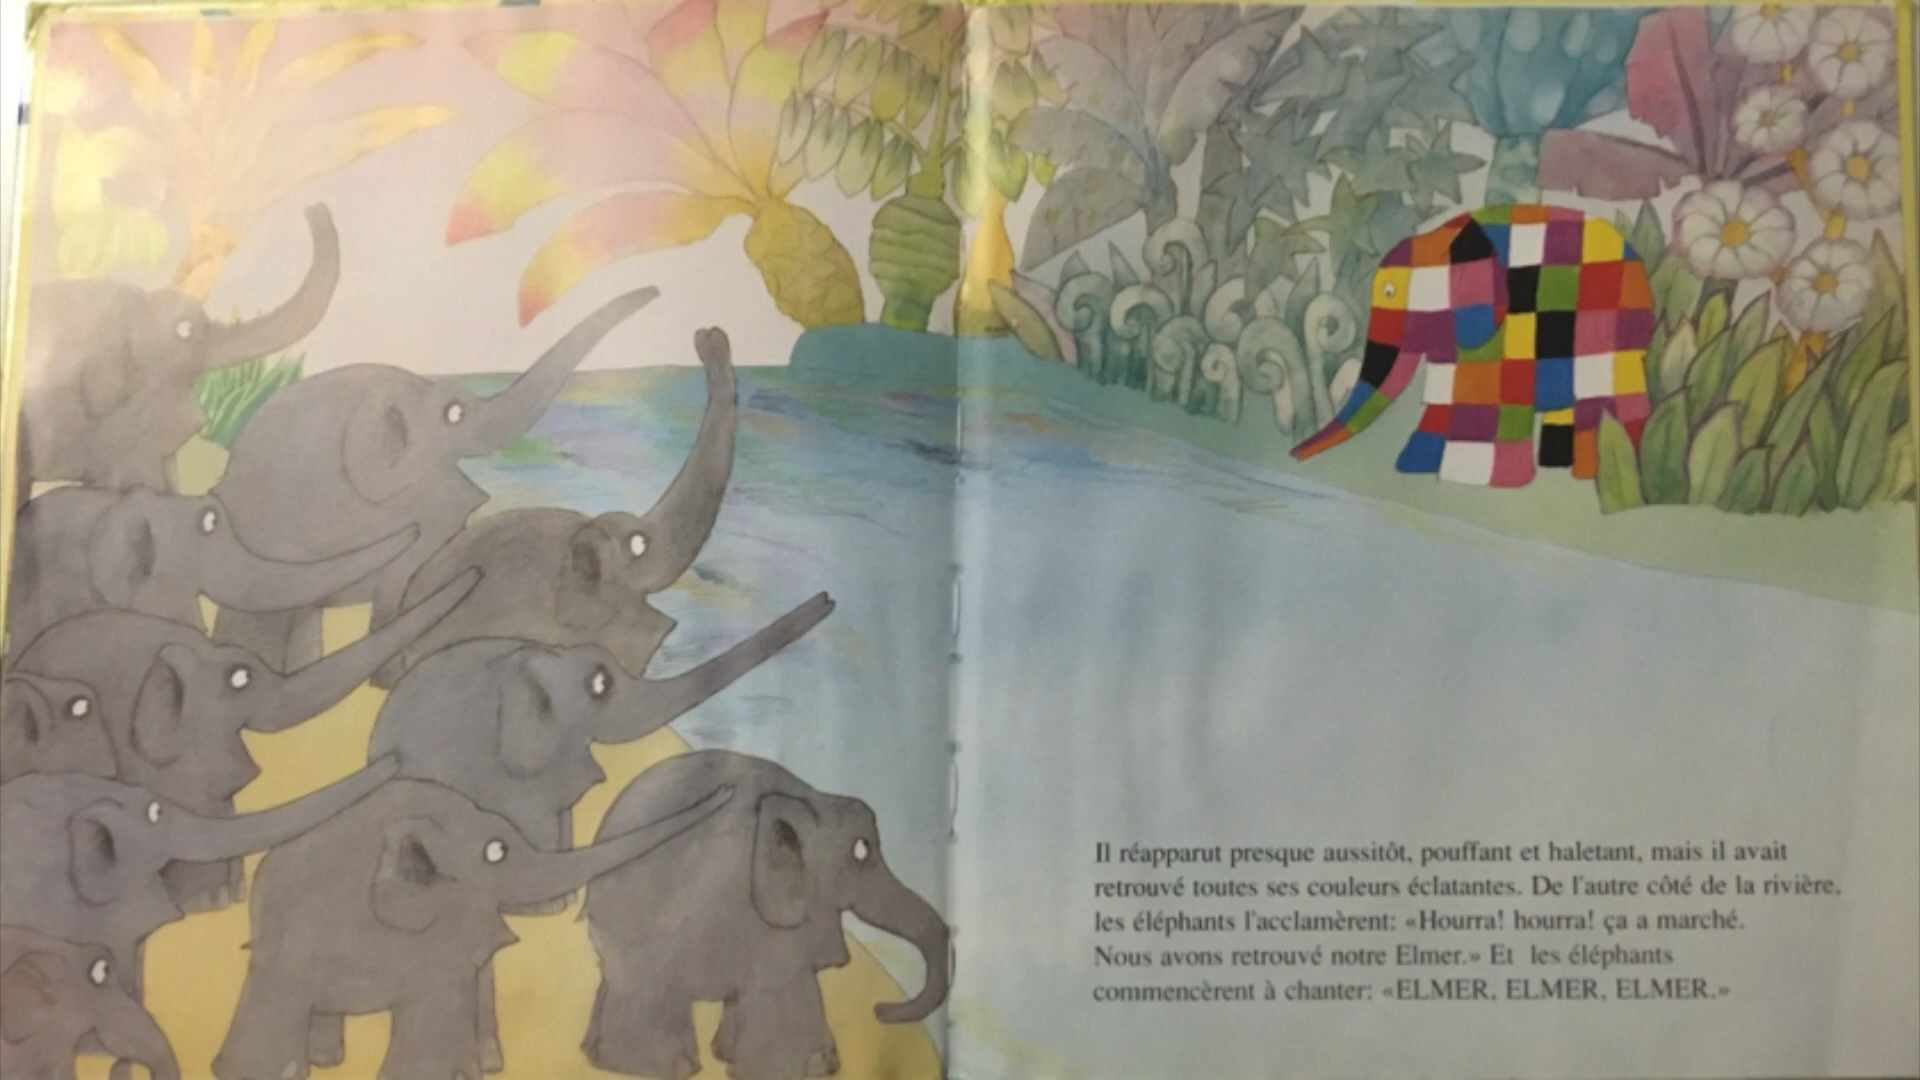 Il réapparut presque aussitôt, pouffant et haletant, mais il avait
retrouvé toutes ses couleurs éclatantes. De l'autre côté de la rivière,
les éléphants l'acclamèrent: «Hourra! hourra! ça a marché.
Nous avons retrouvé notre Elmer.» Et les éléphants
commencèrent à chanter: «ELMER, ELMER, ELMER.»